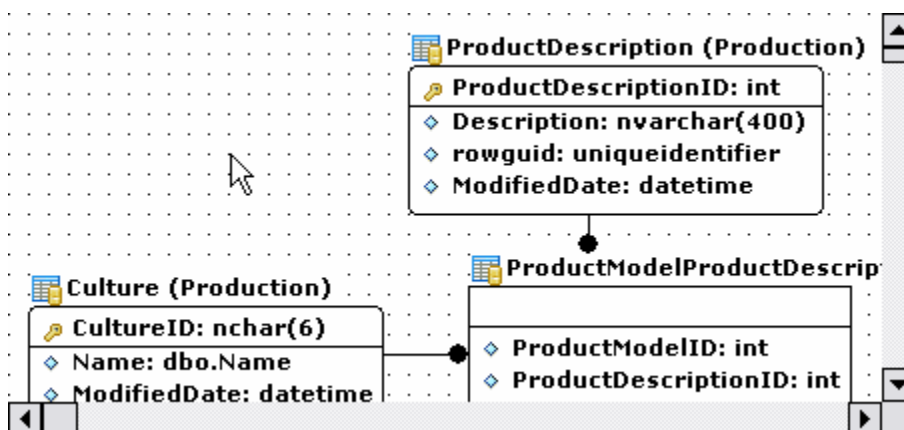 ProductDescription (Production)
ProductDescriptionID: int
Description: nvarchar(400)
rowguid: uniqueidentifier
ModifiedDate: datetime
Culture (Production)
CultureID: nchar(6)
Name: dbo.Name
ModifiedDate: datetime
ProductModelProductDescrip
ProductModelID: int
ProductDescriptionID: int